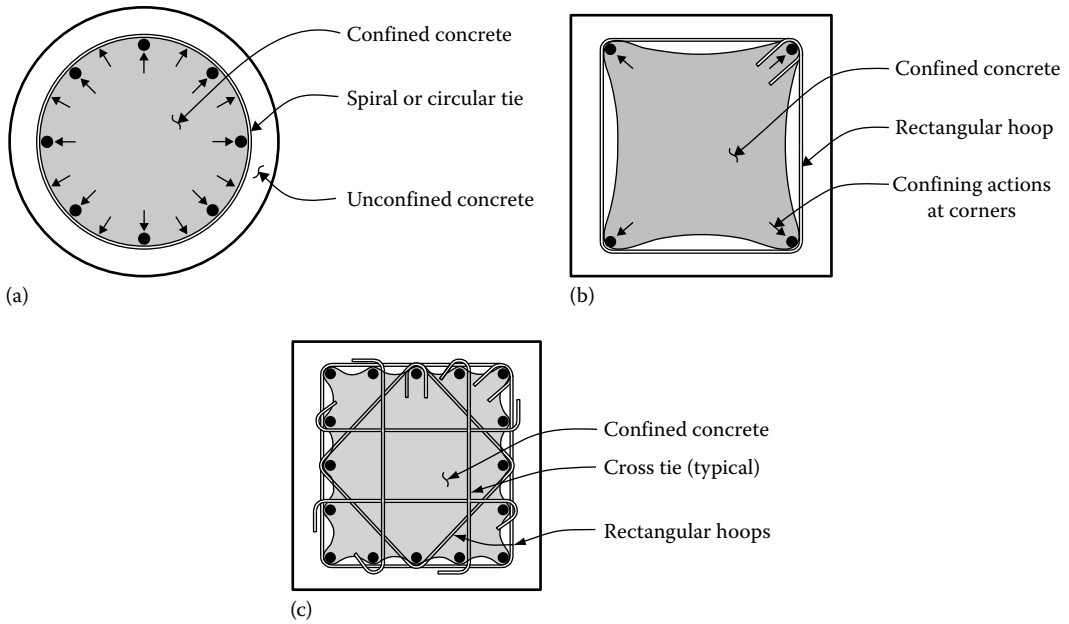 Confined concrete
Spiral or circular tie
Unconfined concrete
(a)
Confined concrete
Rectangular hoop
Confining actions
at corners
(b)
Confined concrete
Cross tie (typical)
Rectangular hoops
(c)